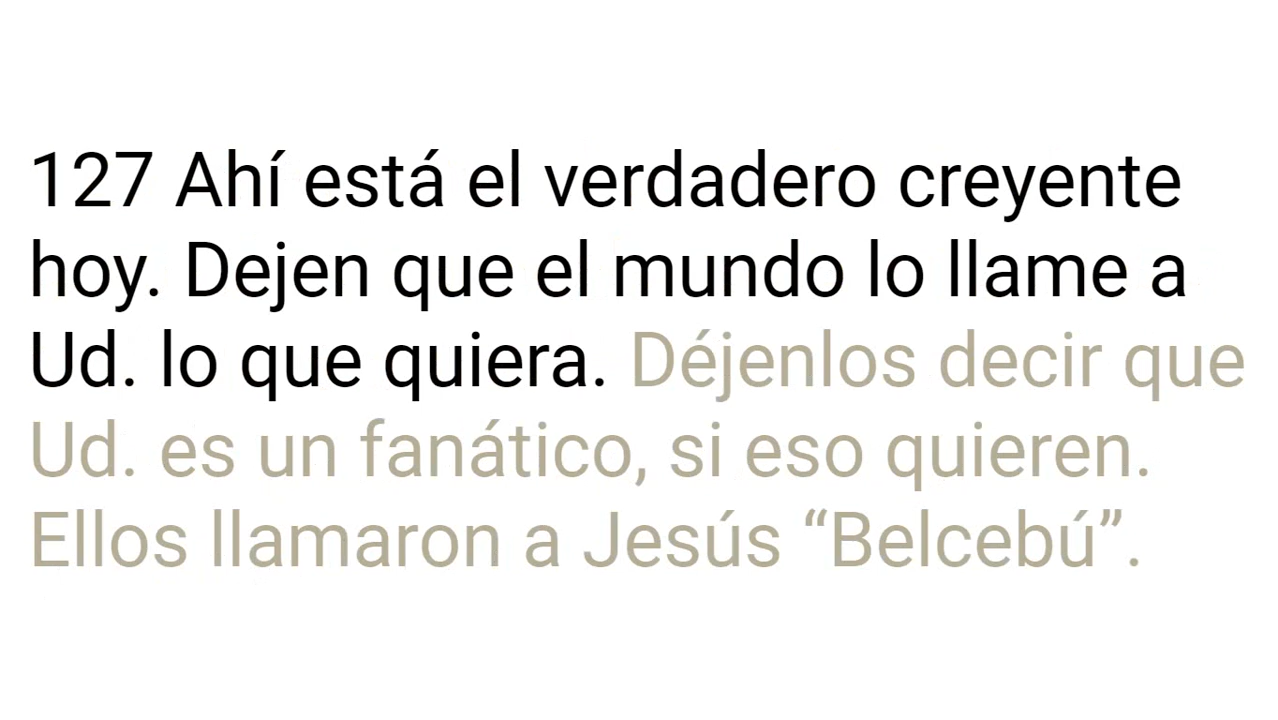 127 Ahí está el verdadero creyente
hoy. Dejen que el mundo lo llame a
Ud. lo que quiera. Déjenlos decir que
Ud. es un fanático, si eso quieren.
Ellos llamaron a Jesús “Belcebú”.